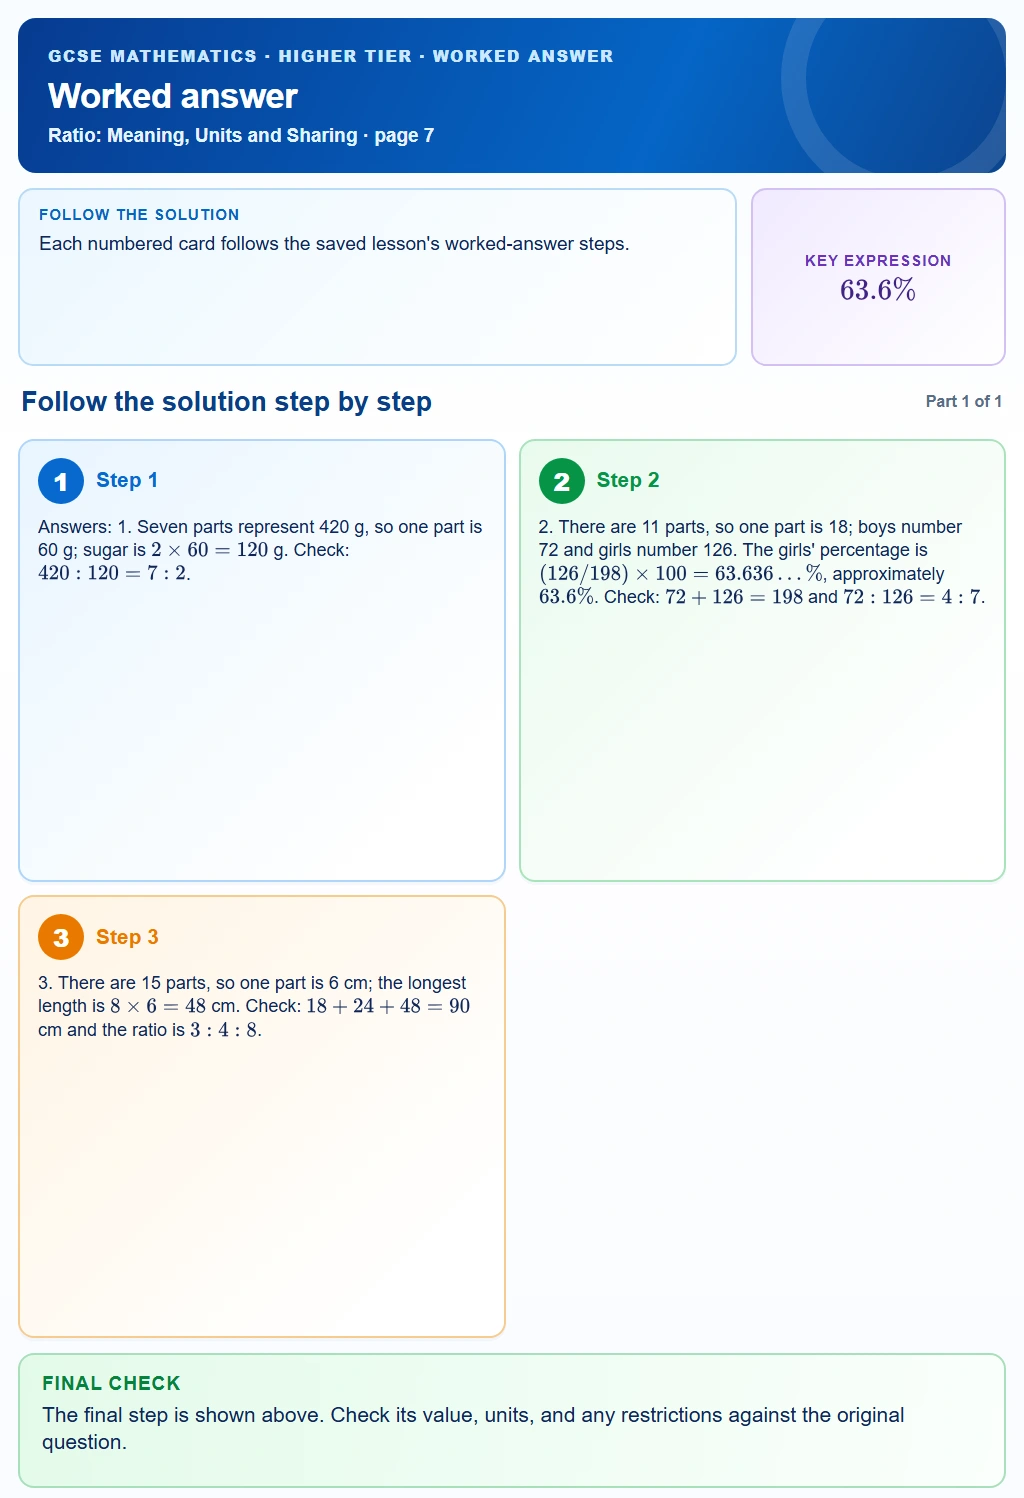 GCSE MATHEMATICS · HIGHER TIER · WORKED ANSWER
Worked answer
Ratio: Meaning, Units and Sharing · page 7
FOLLOW THE SOLUTION
Each numbered card follows the saved lesson's worked-answer steps.
KEY EXPRESSION
63.6%
Follow the solution step by step
Part 1 of 1
1 Step 1
Answers: 1. Seven parts represent 420 g, so one part is
60 g; sugar is 2 × 60 = 120 g. Check:
420 : 120 = 7 : 2.
2 Step 2
2. There are 11 parts, so one part is 18; boys number
72 and girls number 126. The girls' percentage is
(126/198) × 100 = 63.636 . . . %, approximately
63.6%. Check: 72 + 126 = 198 and 72 : 126 = 4 : 7.
3 Step 3
3. There are 15 parts, so one part is 6 cm; the longest
length is 8 × 6 = 48 cm. Check: 18 + 24 + 48 = 90
cm and the ratio is 3 : 4 : 8.
FINAL CHECK
The final step is shown above. Check its value, units, and any restrictions against the original
question.